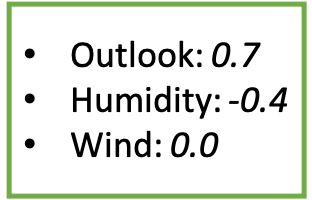 • Outlook: 0.7
• Humidity: -0.4
• Wind: 0.0